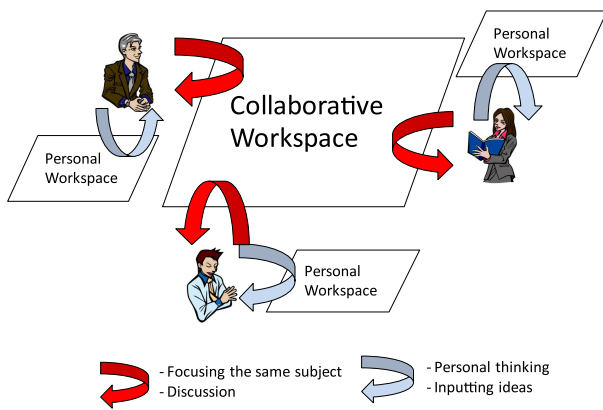 Personal
Workspace
Collaborative
Workspace
Personal
Workspace
Personal
Workspace
- Focusing the same subject
- Discussion
- Personal thinking
- Inputting ideas